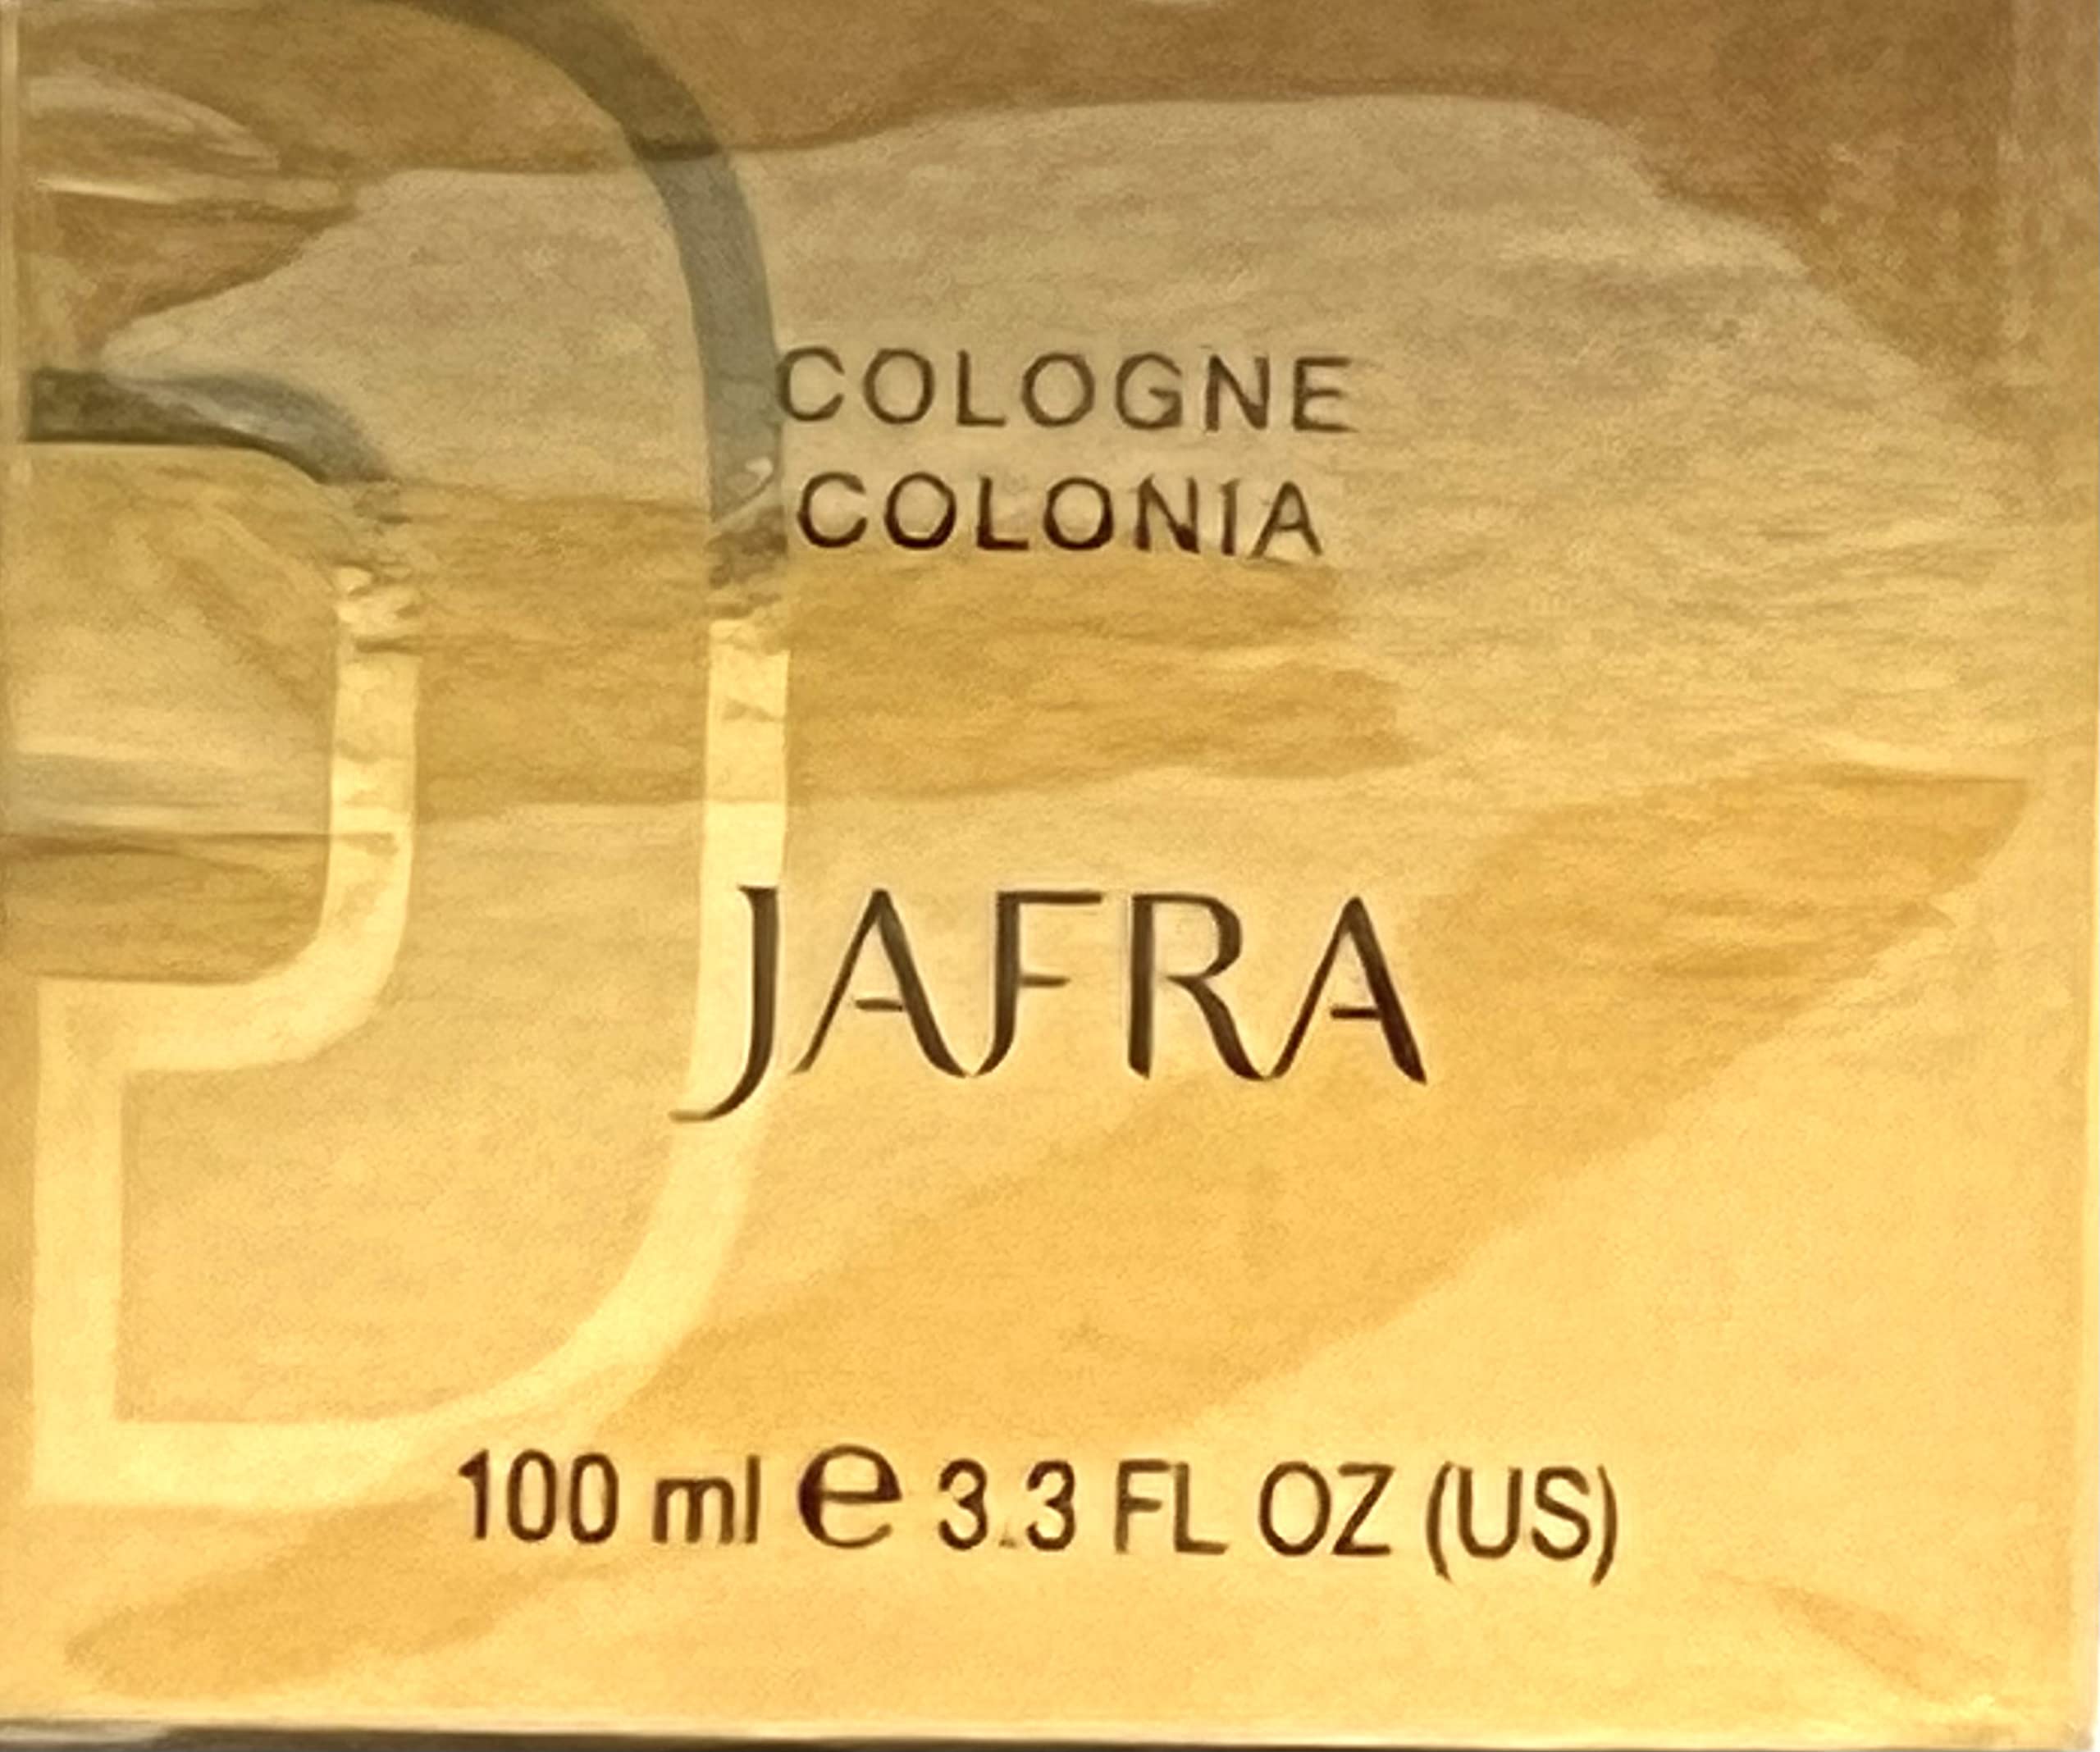 COLOGNE
COLONIA
JAFRA
100 ml ℮ 3.3 FL OZ (US)